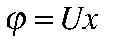 φ = Ux